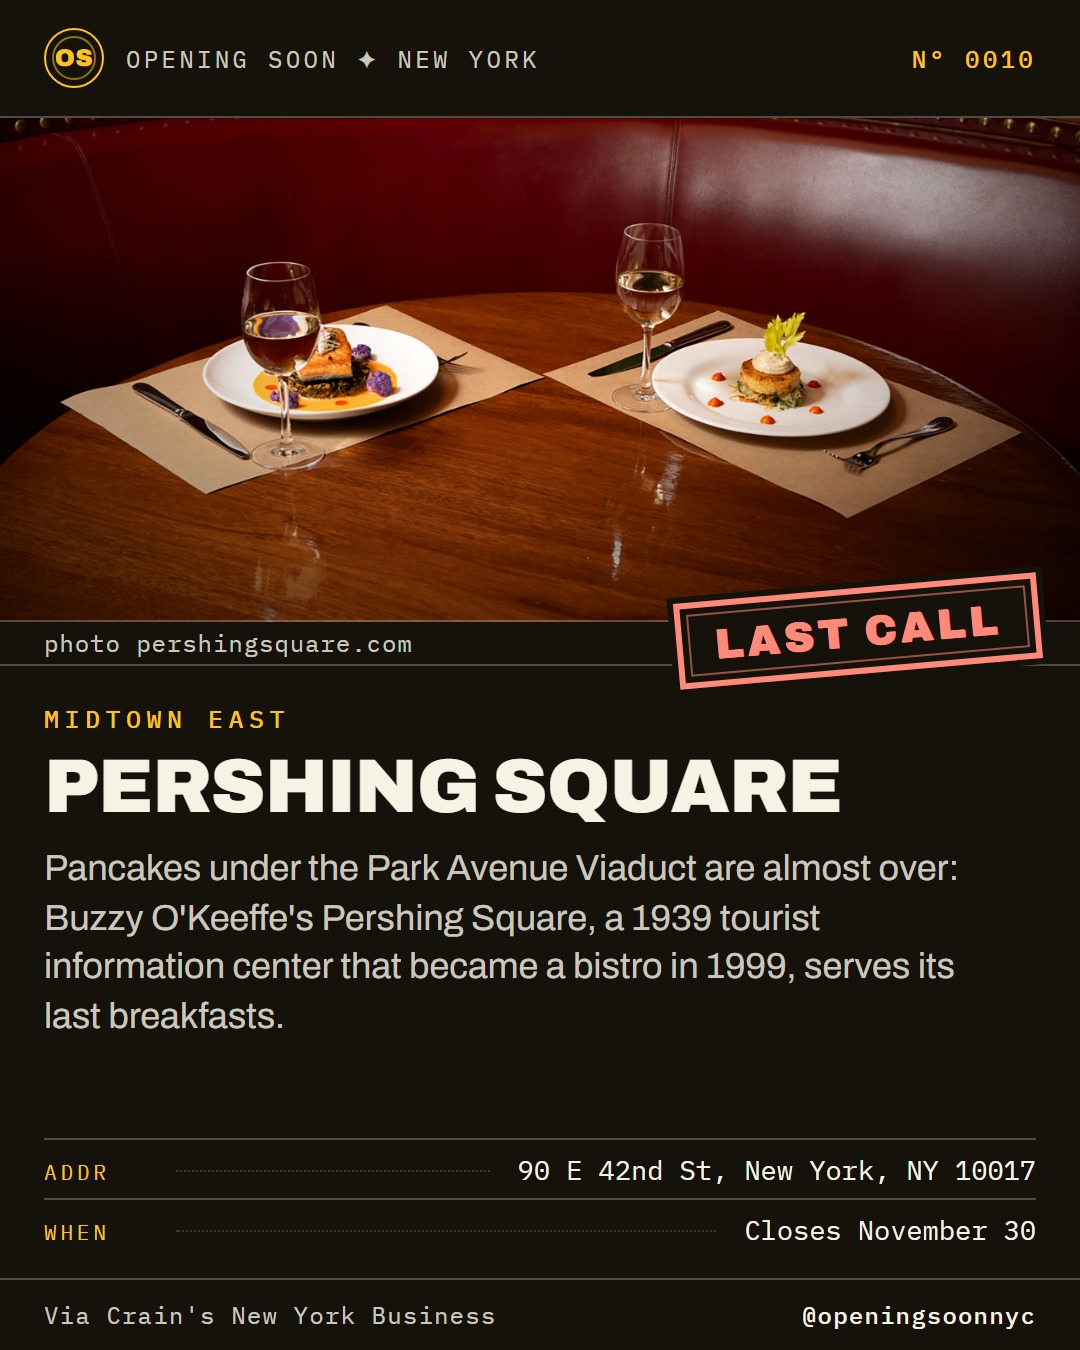 OS
OPENING SOON ✦ NEW YORK
N° 0010
photo pershingsquare.com
LAST CALL
MIDTOWN EAST
PERSHING SQUARE
Pancakes under the Park Avenue Viaduct are almost over:
Buzzy O'Keeffe's Pershing Square, a 1939 tourist
information center that became a bistro in 1999, serves its
last breakfasts.
ADDR 90 E 42nd St, New York, NY 10017
WHEN Closes November 30
Via Crain's New York Business
@openingsoonnyc